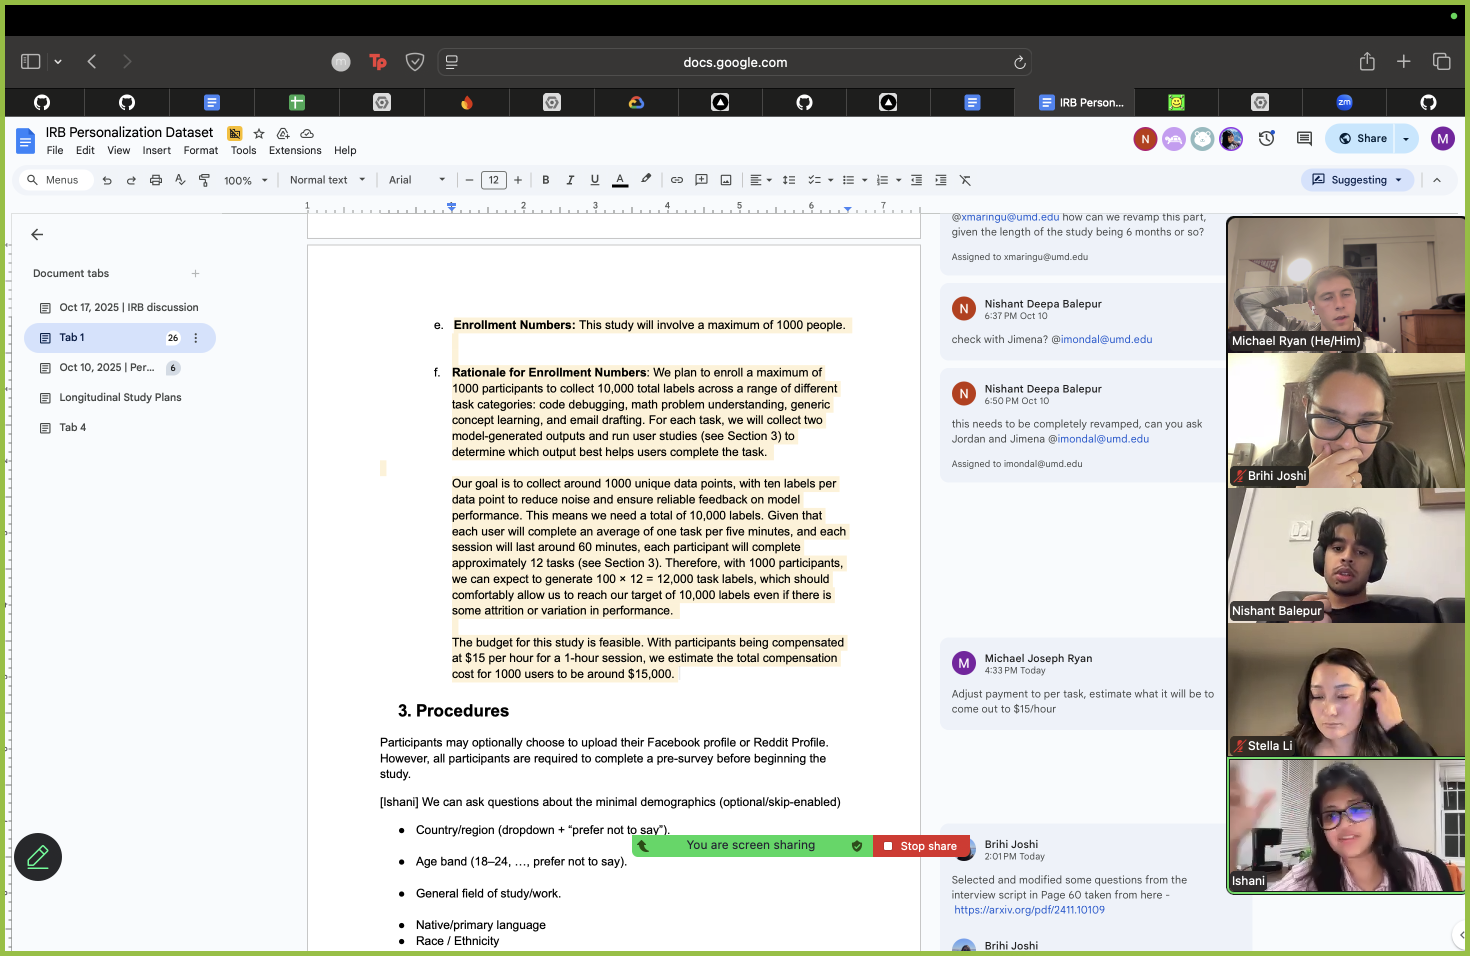 Tp
docs.google.com
IRB Person...
zm
IRB Personalization Dataset
File Edit View Insert Format Tools Extensions Help
N
Share
M
Menus
100%
Normal text
Arial
12
B I U A
Suggesting
1 2 3 4 5 6 7
Document tabs
Oct 17, 2025 | IRB discussion
Tab 1 26
Oct 10, 2025 | Per... 6
Longitudinal Study Plans
Tab 4
e. Enrollment Numbers: This study will involve a maximum of 1000 people.
f. Rationale for Enrollment Numbers: We plan to enroll a maximum of
1000 participants to collect 10,000 total labels across a range of different
task categories: code debugging, math problem understanding, generic
concept learning, and email drafting. For each task, we will collect two
model-generated outputs and run user studies (see Section 3) to
determine which output best helps users complete the task.
Our goal is to collect around 1000 unique data points, with ten labels per
data point to reduce noise and ensure reliable feedback on model
performance. This means we need a total of 10,000 labels. Given that
each user will complete an average of one task per five minutes, and each
session will last around 60 minutes, each participant will complete
approximately 12 tasks (see Section 3). Therefore, with 1000 participants,
we can expect to generate 100 × 12 = 12,000 task labels, which should
comfortably allow us to reach our target of 10,000 labels even if there is
some attrition or variation in performance.
The budget for this study is feasible. With participants being compensated
at $15 per hour for a 1-hour session, we estimate the total compensation
cost for 1000 users to be around $15,000.
3. Procedures
Participants may optionally choose to upload their Facebook profile or Reddit Profile.
However, all participants are required to complete a pre-survey before beginning the
study.
[Ishani] We can ask questions about the minimal demographics (optional/skip-enabled)
● Country/region (dropdown + “prefer not to say”).
● Age band (18–24, …, prefer not to say).
● General field of study/work.
● Native/primary language
● Race / Ethnicity
You are screen sharing
Stop share
@xmaringu@umd.edu how can we revamp this part,
given the length of the study being 6 months or so?
Assigned to xmaringu@umd.edu
N
Nishant Deepa Balepur
6:37 PM Oct 10
check with Jimena? @imondal@umd.edu
N
Nishant Deepa Balepur
6:50 PM Oct 10
this needs to be completely revamped, can you ask
Jordan and Jimena @imondal@umd.edu
Assigned to imondal@umd.edu
M
Michael Joseph Ryan
4:33 PM Today
Adjust payment to per task, estimate what it will be to
come out to $15/hour
Brihi Joshi
2:01 PM Today
Selected and modified some questions from the
interview script in Page 60 taken from here -
https://arxiv.org/pdf/2411.10109
Brihi Joshi
Michael Ryan (He/Him)
Brihi Joshi
Nishant Balepur
Stella Li
Ishani